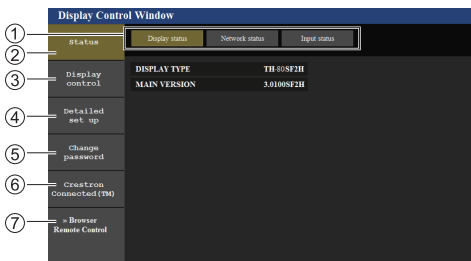 Display Control Window
① Display status Network status Input status
② Status
DISPLAY TYPE TH-80SF2H
MAIN VERSION 3.0100SF2H
③ Display
control
④ Detailed
set up
⑤ Change
password
⑥ Crestron
Connected(TM)
⑦ » Browser
Remote Control